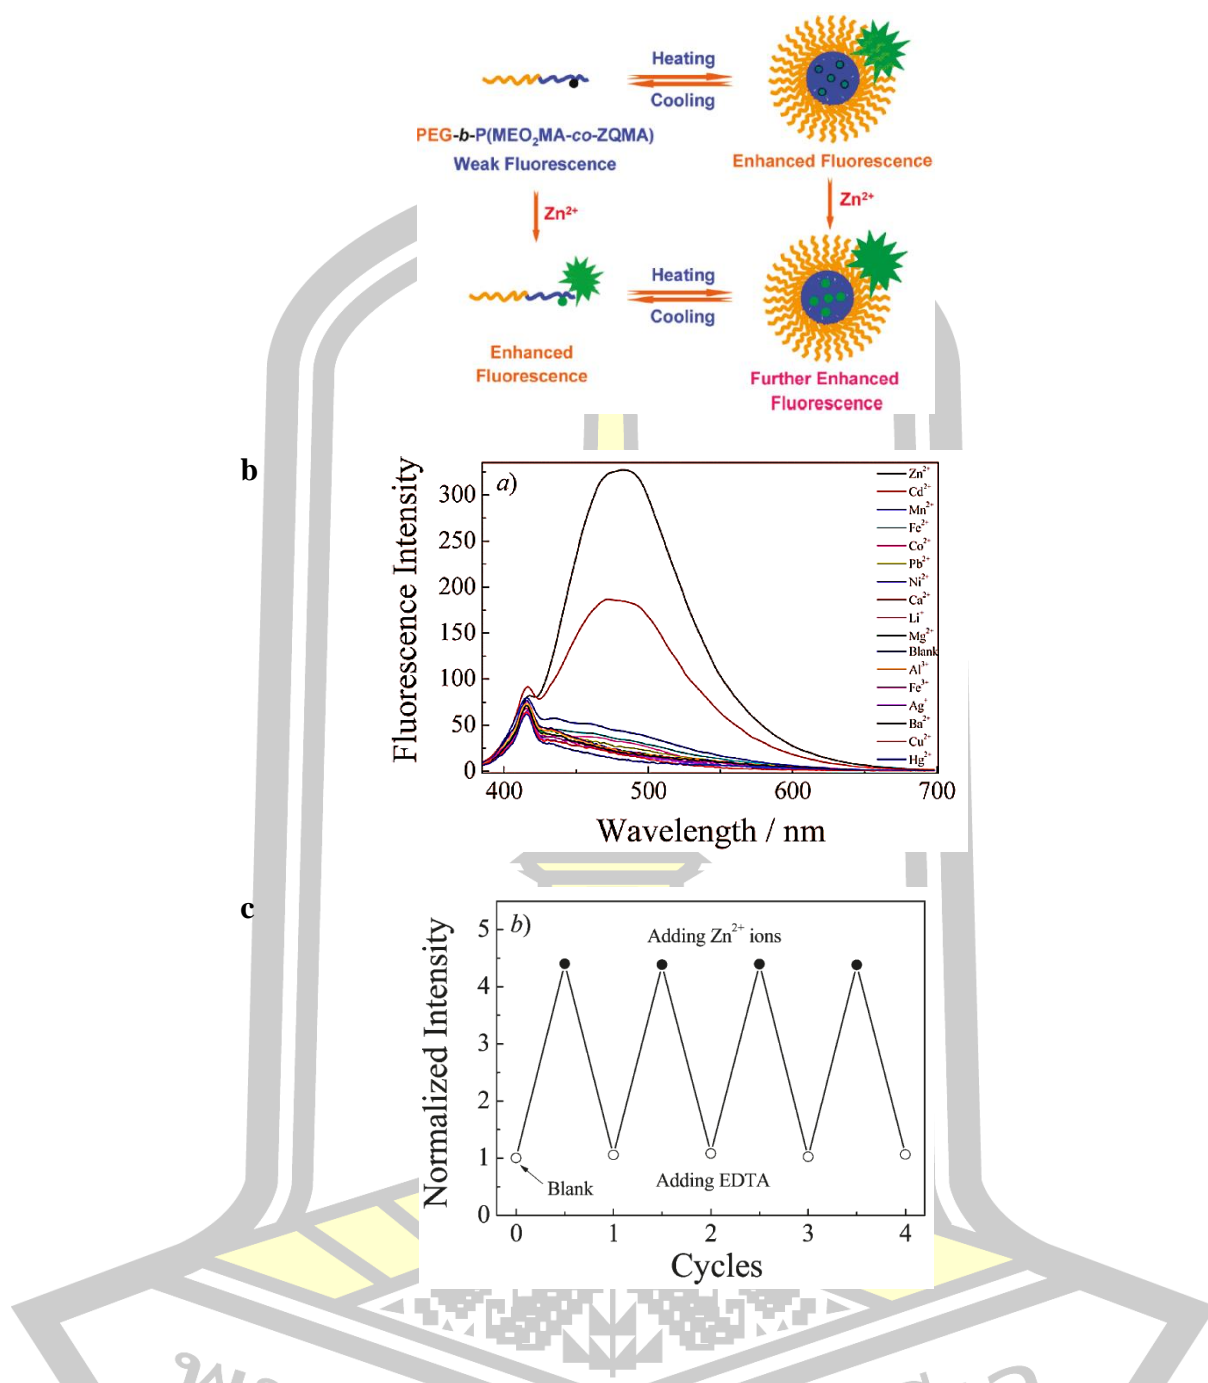 Heating
Cooling
PEG-b-P(MEO₂MA-co-ZQMA)
Weak Fluorescence
Enhanced Fluorescence
Zn²⁺
Zn²⁺
Heating
Cooling
Enhanced
Fluorescence
Further Enhanced
Fluorescence
b
a)
Fluorescence Intensity
300
250
200
150
100
50
0
400
500
600
700
Wavelength / nm
Zn²⁺
Cd²⁺
Mn²⁺
Fe²⁺
Co²⁺
Pb²⁺
Ni²⁺
Ca²⁺
Li⁺
Mg²⁺
Blank
Al³⁺
Fe³⁺
Ag⁺
Ba²⁺
Cu²⁺
Hg²⁺
c
b)
Normalized Intensity
5
4
3
2
1
0
Adding Zn²⁺ ions
Blank
Adding EDTA
0
1
2
3
4
Cycles